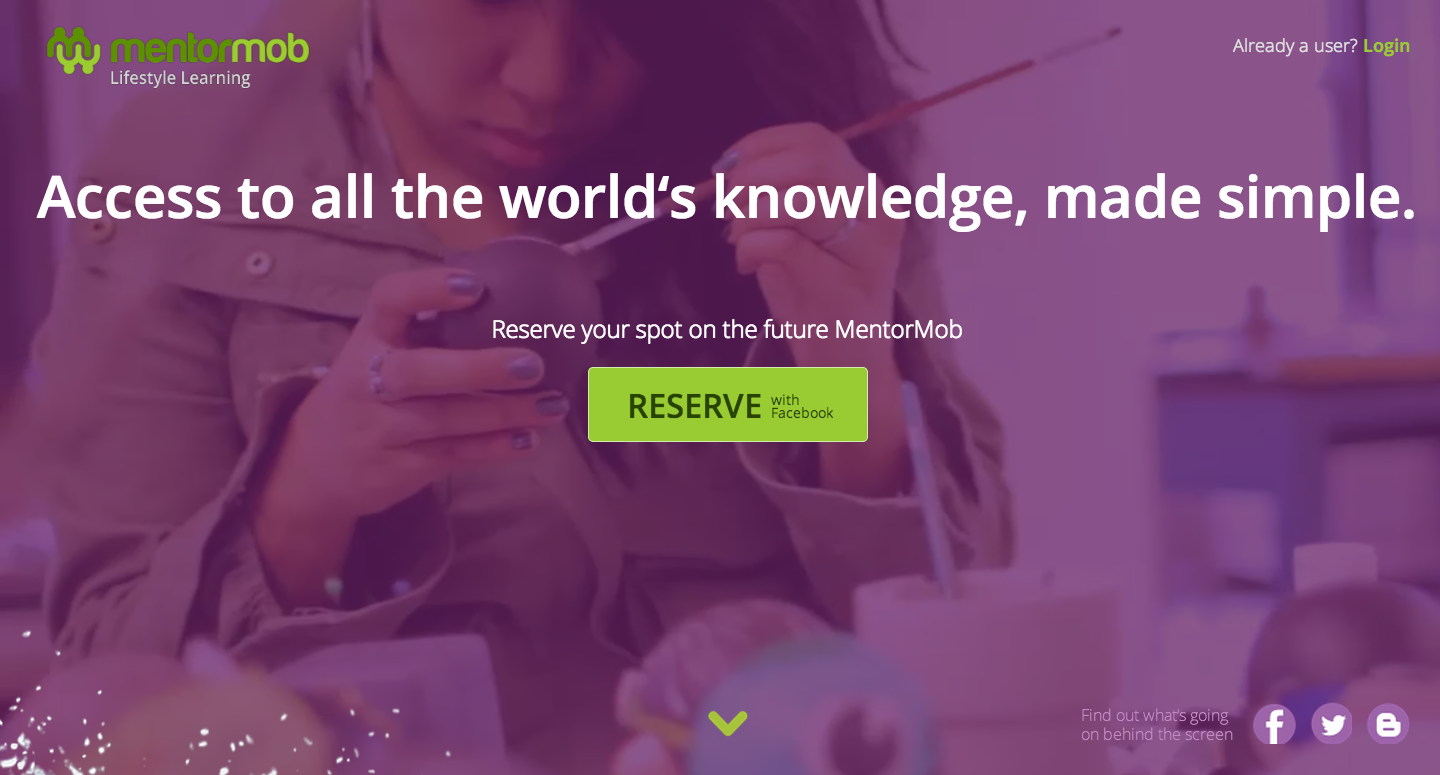 mentormob
Lifestyle Learning
Already a user? Login
Access to all the world‘s knowledge, made simple.
Reserve your spot on the future MentorMob
RESERVE with
Facebook
Find out what's going
on behind the screen